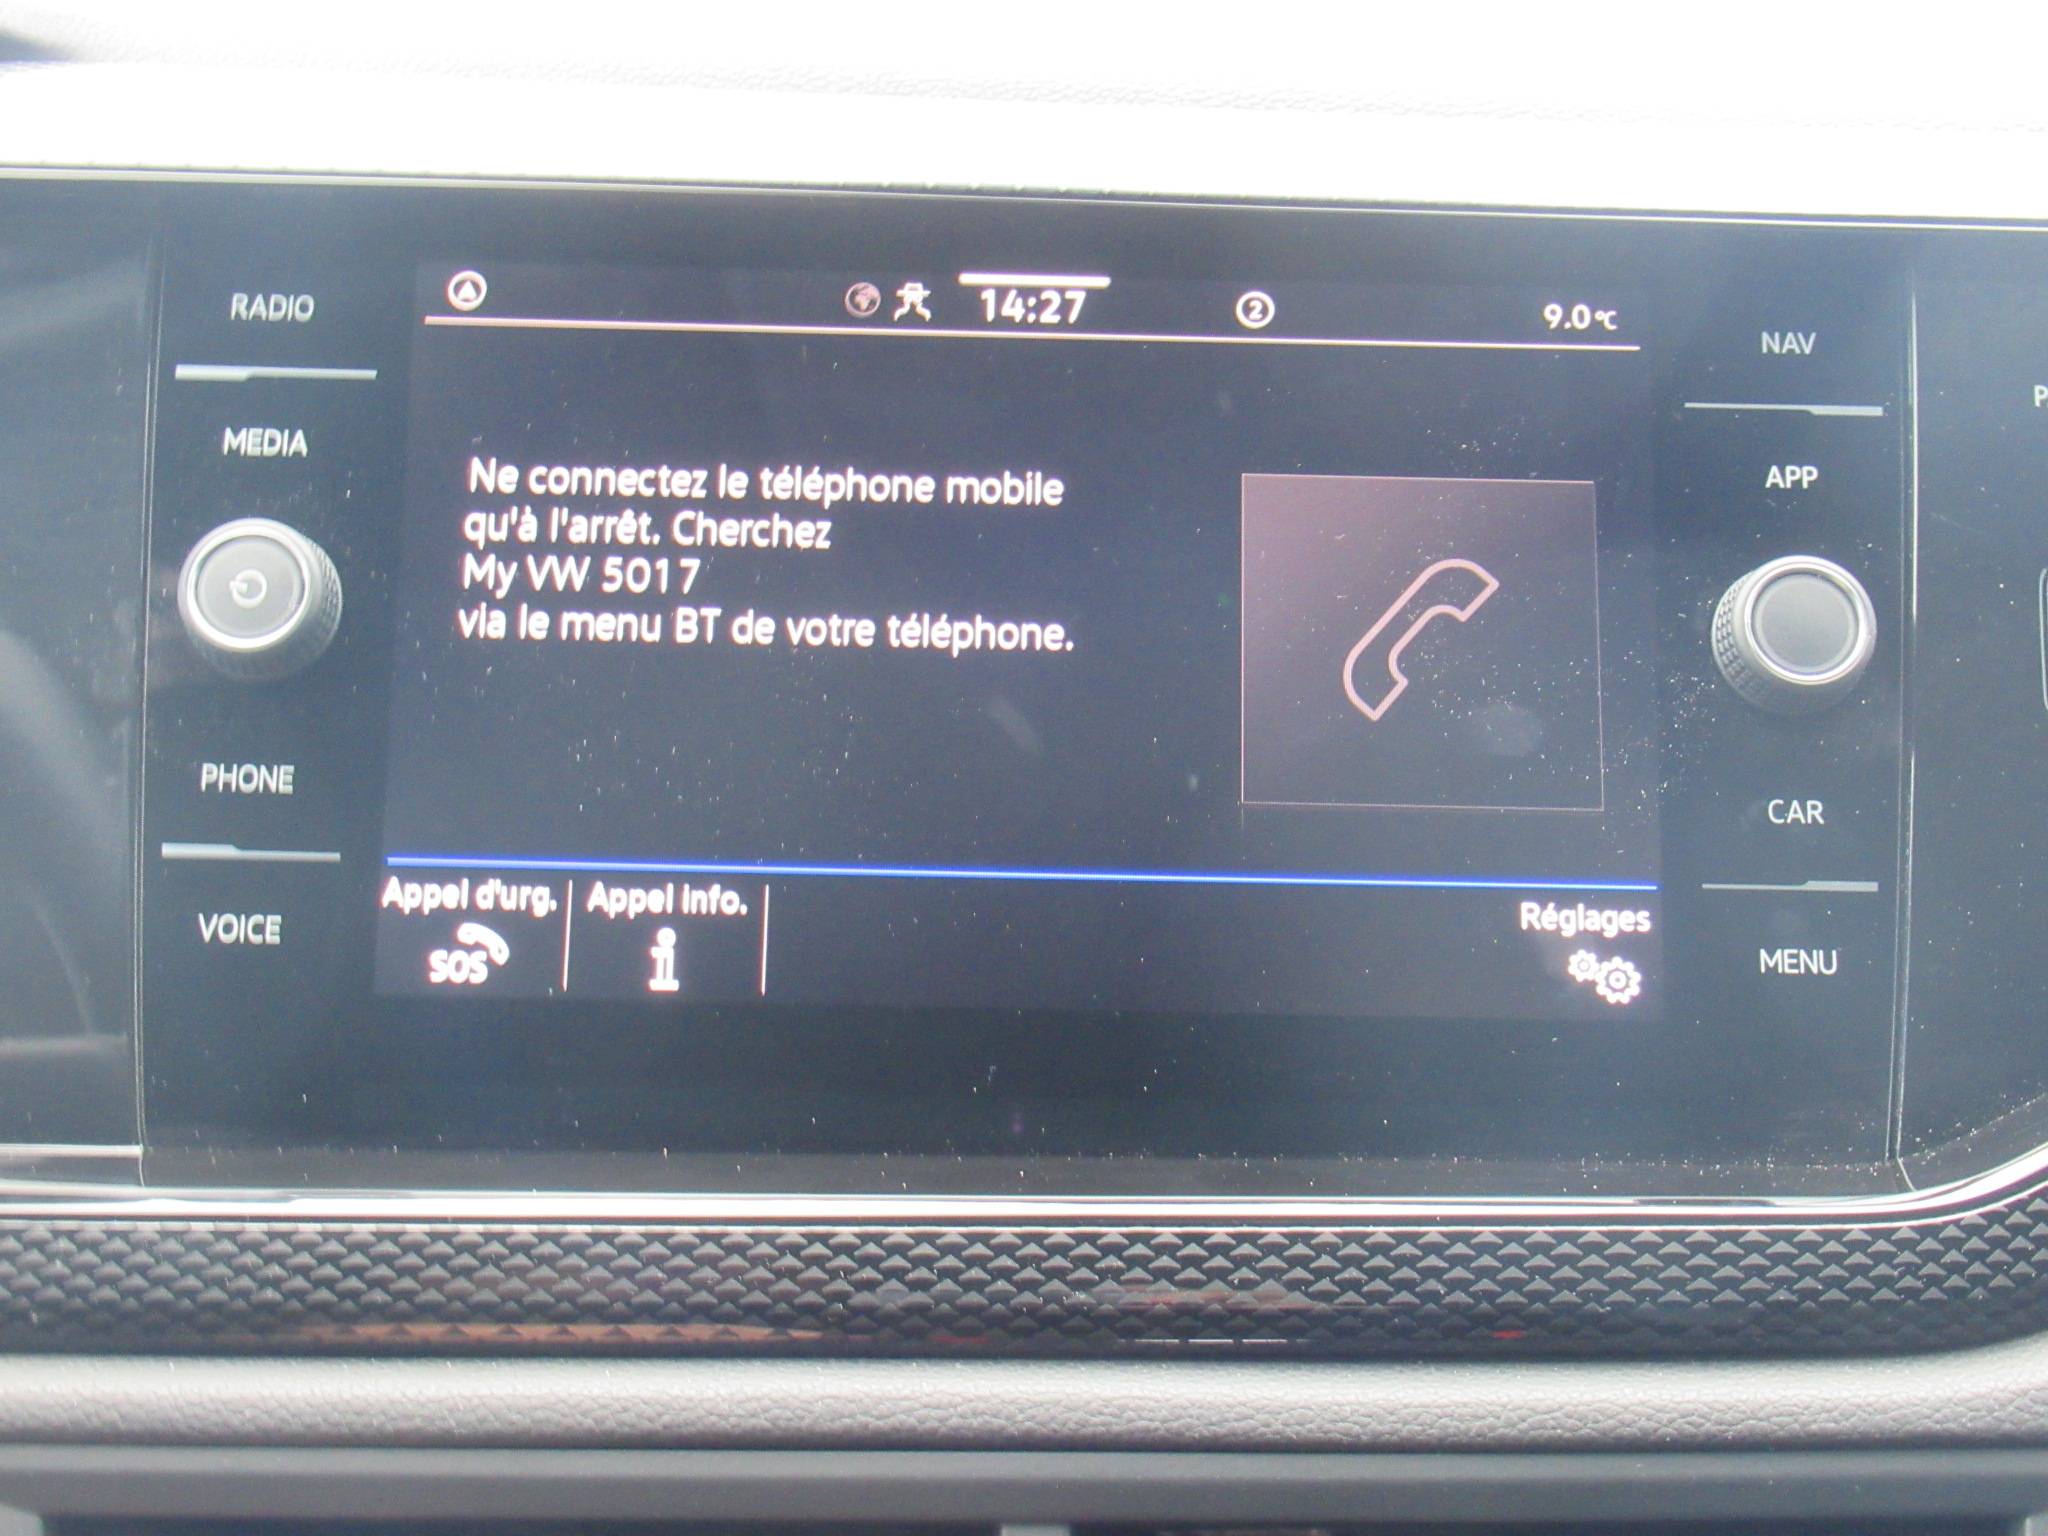 RADIO
MEDIA
PHONE
VOICE
14:27
2
9.0°C
Ne connectez le téléphone mobile
qu'à l'arrêt. Cherchez
My VW 5017
via le menu BT de votre téléphone.
Appel d'urg.
SOS
Appel info.
i
Réglages
NAV
APP
CAR
MENU
P